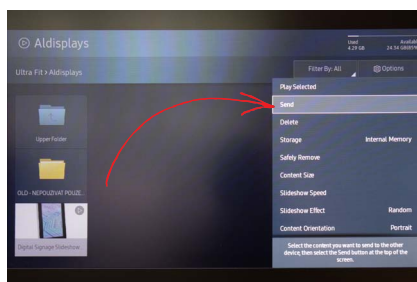 Aldisplays
Used
4.29 GB
Ultra Fit > Aldisplays
Filter By: All
Options
Play Selected
Send
Delete
Storage
Internal Memory
Safely Remove
Content Size
Slideshow Speed
Slideshow Effect
Random
Content Orientation
Portrait
Select the content you want to send to the other
device, then select the Send button at the top of the
screen.
Upper Folder
OLD - NEPOUZIVAT POUZE...
Digital Signage Slideshow...